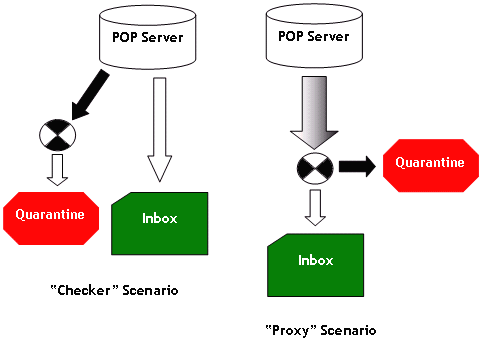 POP Server
Quarantine
Inbox
"Checker" Scenario
POP Server
Quarantine
Inbox
"Proxy" Scenario